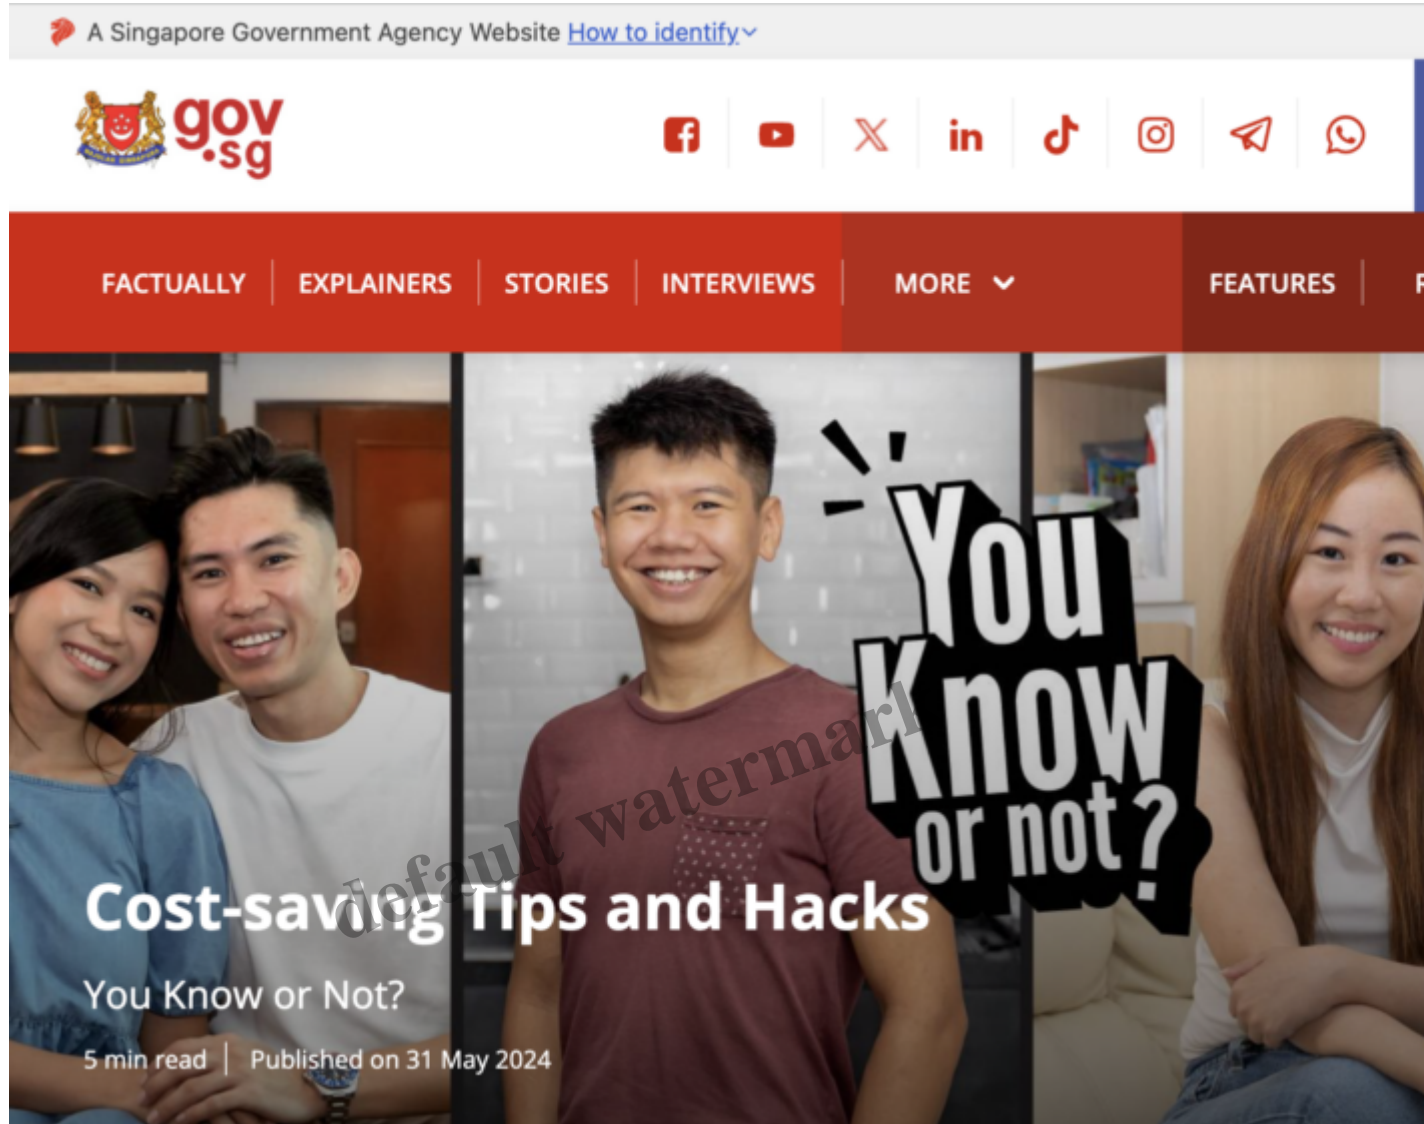 A Singapore Government Agency Website How to identify
gov
.sg
FACTUALLY EXPLAINERS STORIES INTERVIEWS MORE FEATURES
You
Know
or not?
default watermark
Cost-saving Tips and Hacks
You Know or Not?
5 min read | Published on 31 May 2024